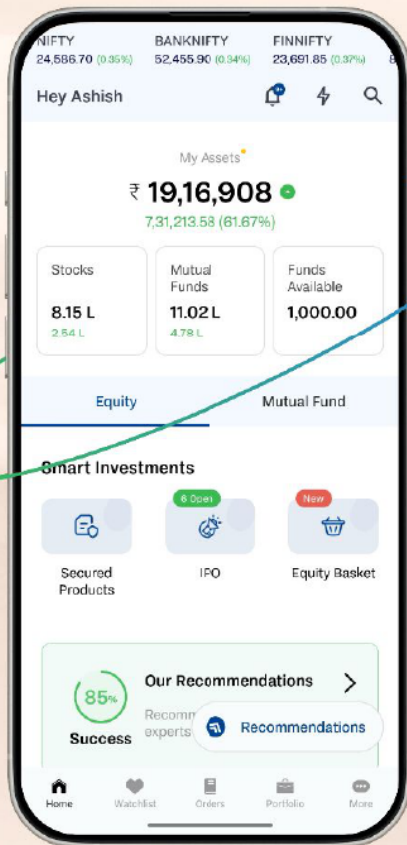 NIFTY BANKNIFTY FINNIFTY
24,586.70 (0.35%) 52,455.90 (0.34%) 23,691.85 (0.37%) 8
Hey Ashish
My Assets
₹ 19,16,908
7,31,213.58 (61.67%)
Stocks
8.15 L
2.54 L
Mutual
Funds
11.02 L
4.78 L
Funds
Available
1,000.00
Equity Mutual Fund
Smart Investments
6 Open New
Secured
Products
IPO
Equity Basket
85%
Success
Our Recommendations
Recomm
experts
Recommendations
Home Watchlist Orders Portfolio More